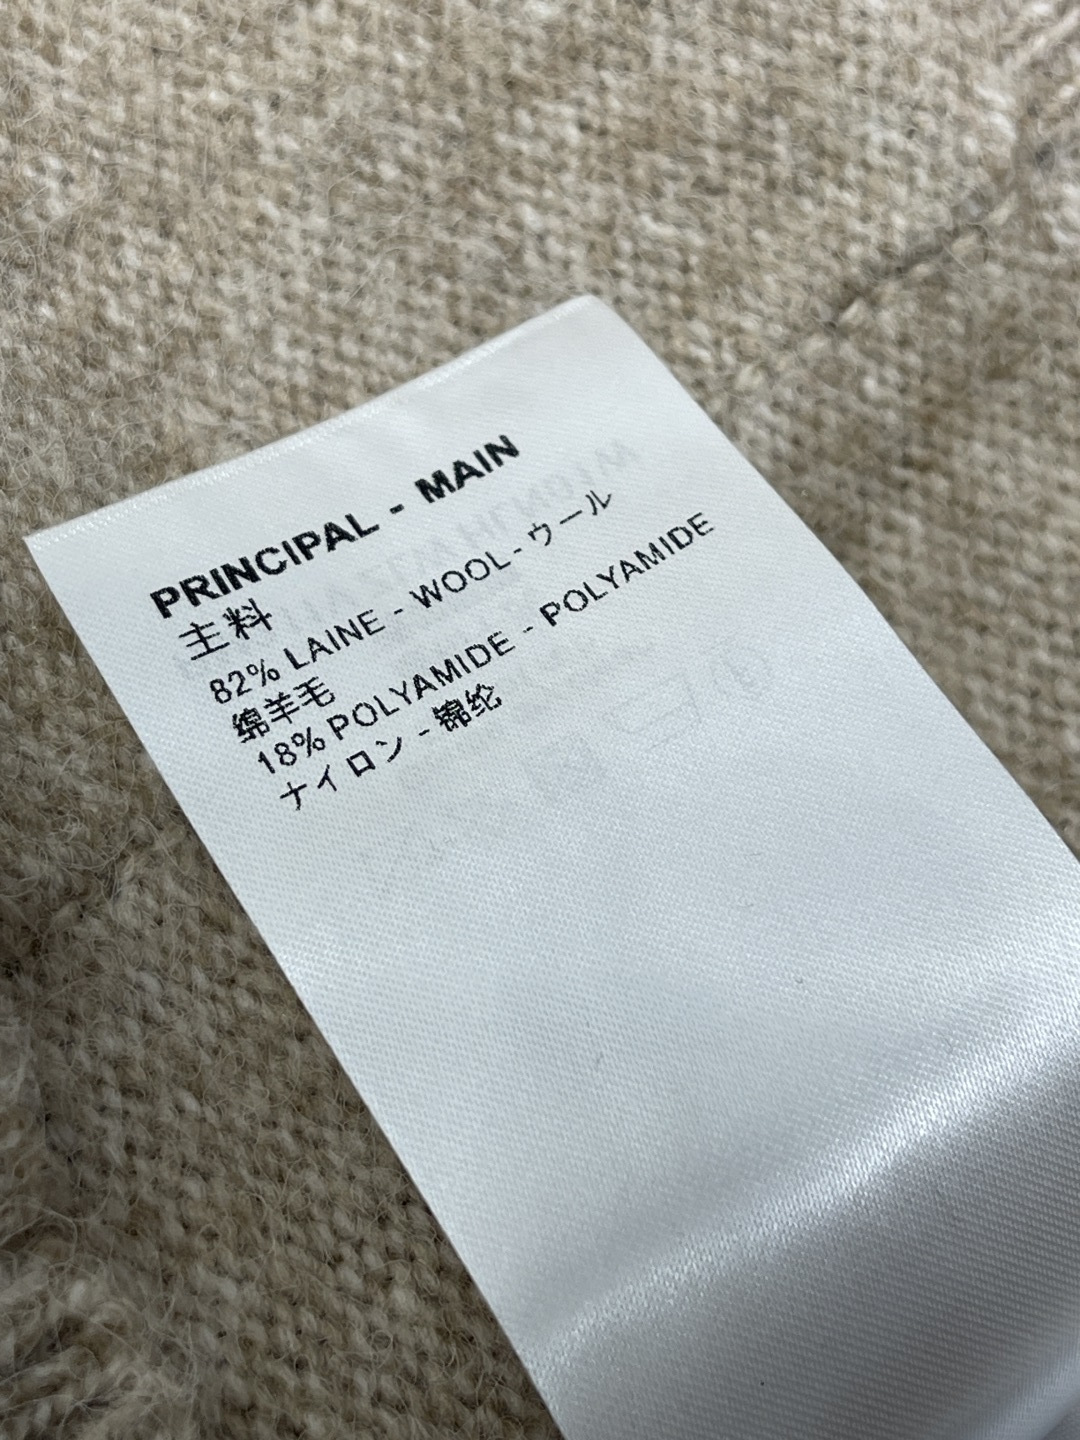 PRINCIPAL - MAIN
主料
82% LAINE - WOOL - ウール
绵羊毛
18% POLYAMIDE - POLYAMIDE
ナイロン - 锦纶